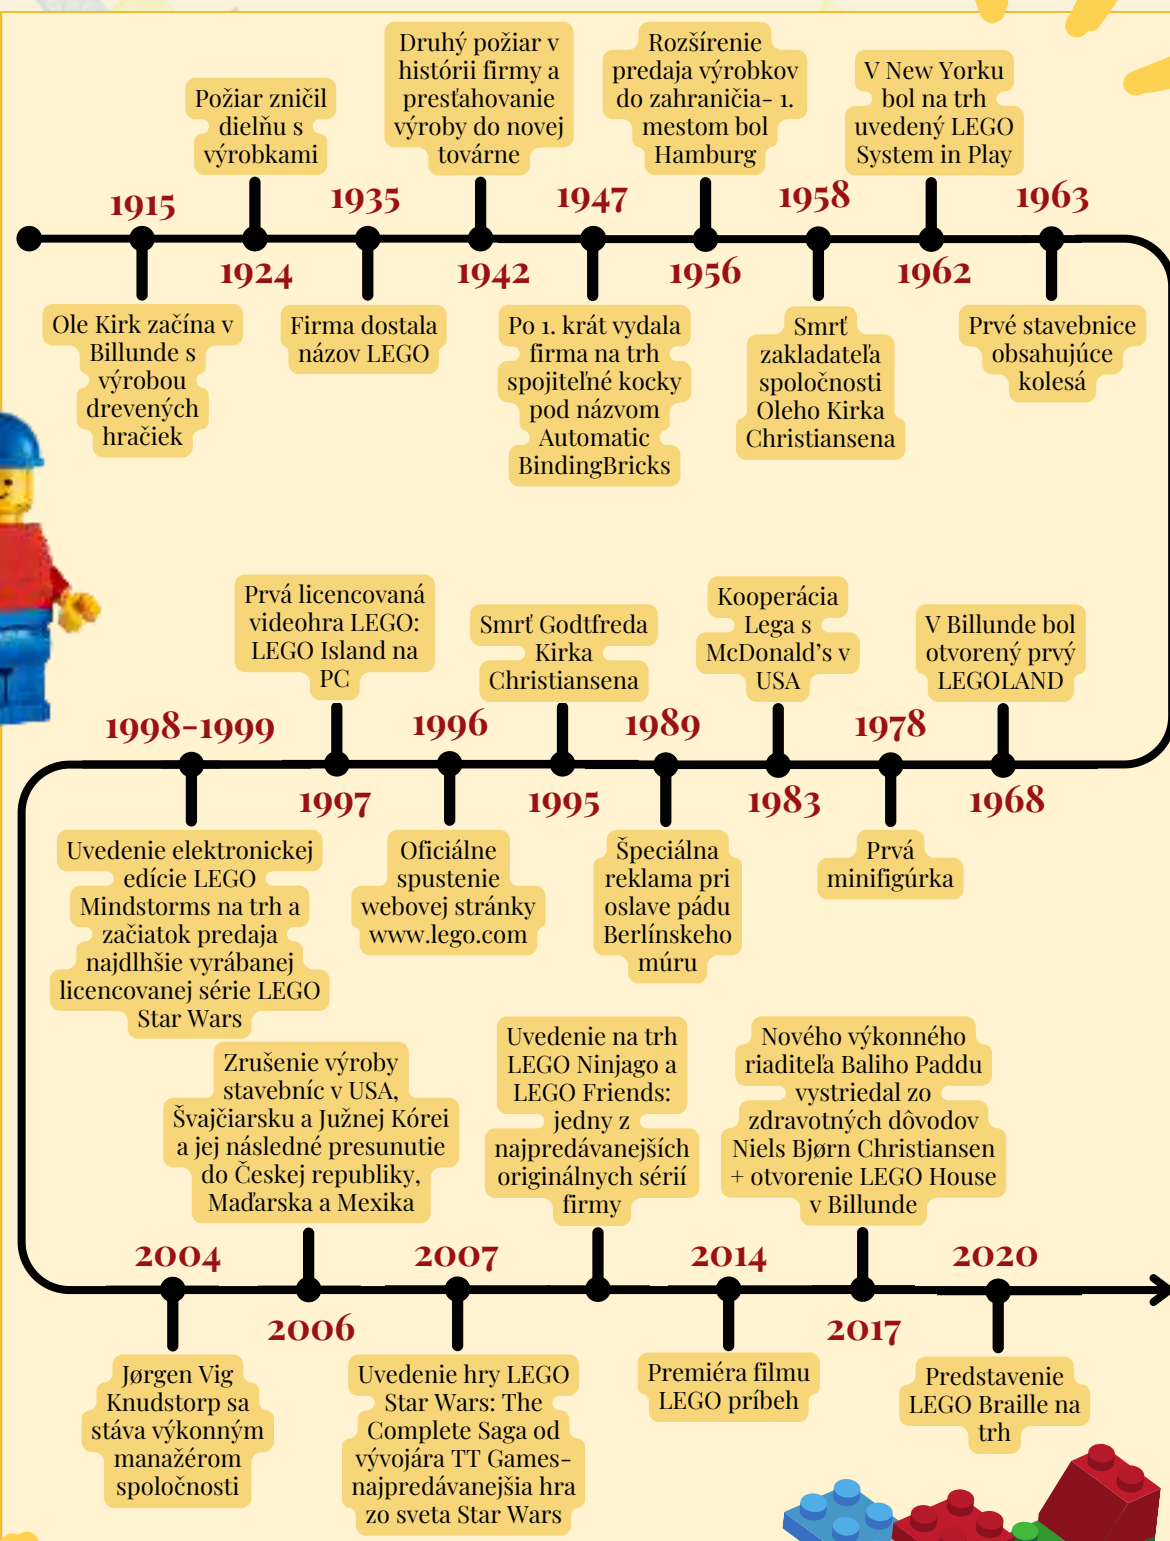 1915
Ole Kirk začína v
Billunde s
výrobou
drevených
hračiek
Požiar zničil
dielňu s
výrobkami
1924
1935
Firma dostala
názov LEGO
Druhý požiar v
histórii firmy a
presťahovanie
výroby do novej
továrne
1942
1947
Po 1. krát vydala
firma na trh
spojiteľné kocky
pod názvom
Automatic
BindingBricks
Rozšírenie
predaja výrobkov
do zahraničia- 1.
mestom bol
Hamburg
1956
1958
Smrť
zakladateľa
spoločnosti
Oleho Kirka
Christiansena
V New Yorku
bol na trh
uvedený LEGO
System in Play
1962
1963
Prvé stavebnice
obsahujúce
kolesá
V Billunde bol
otvorený prvý
LEGOLAND
1968
1978
Prvá
minifigúrka
Kooperácia
Lega s
McDonald’s v
USA
1983
1989
Špeciálna
reklama pri
oslave pádu
Berlínskeho
múru
Smrť Godtfreda
Kirka
Christiansena
1995
1996
Oficiálne
spustenie
webovej stránky
www.lego.com
Prvá licencovaná
videohra LEGO:
LEGO Island na
PC
1997
1998-1999
Uvedenie elektronickej
edície LEGO
Mindstorms na trh a
začiatok predaja
najdlhšie vyrábanej
licencovanej série LEGO
Star Wars
2004
Jørgen Vig
Knudstorp sa
stáva výkonným
manažérom
spoločnosti
Zrušenie výroby
stavebníc v USA,
Švajčiarsku a Južnej Kórei
a jej následné presunutie
do Českej republiky,
Maďarska a Mexika
2006
2007
Uvedenie hry LEGO
Star Wars: The
Complete Saga od
vývojára TT Games-
najpredávanejšia hra
zo sveta Star Wars
Uvedenie na trh
LEGO Ninjago a
LEGO Friends:
jedny z
najpredávanejších
originálnych sérií
firmy
2014
Premiéra filmu
LEGO príbeh
Nového výkonného
riaditeľa Baliho Paddu
vystriedal zo
zdravotných dôvodov
Niels Bjørn Christiansen
+ otvorenie LEGO House
v Billunde
2017
2020
Predstavenie
LEGO Braille na
trh